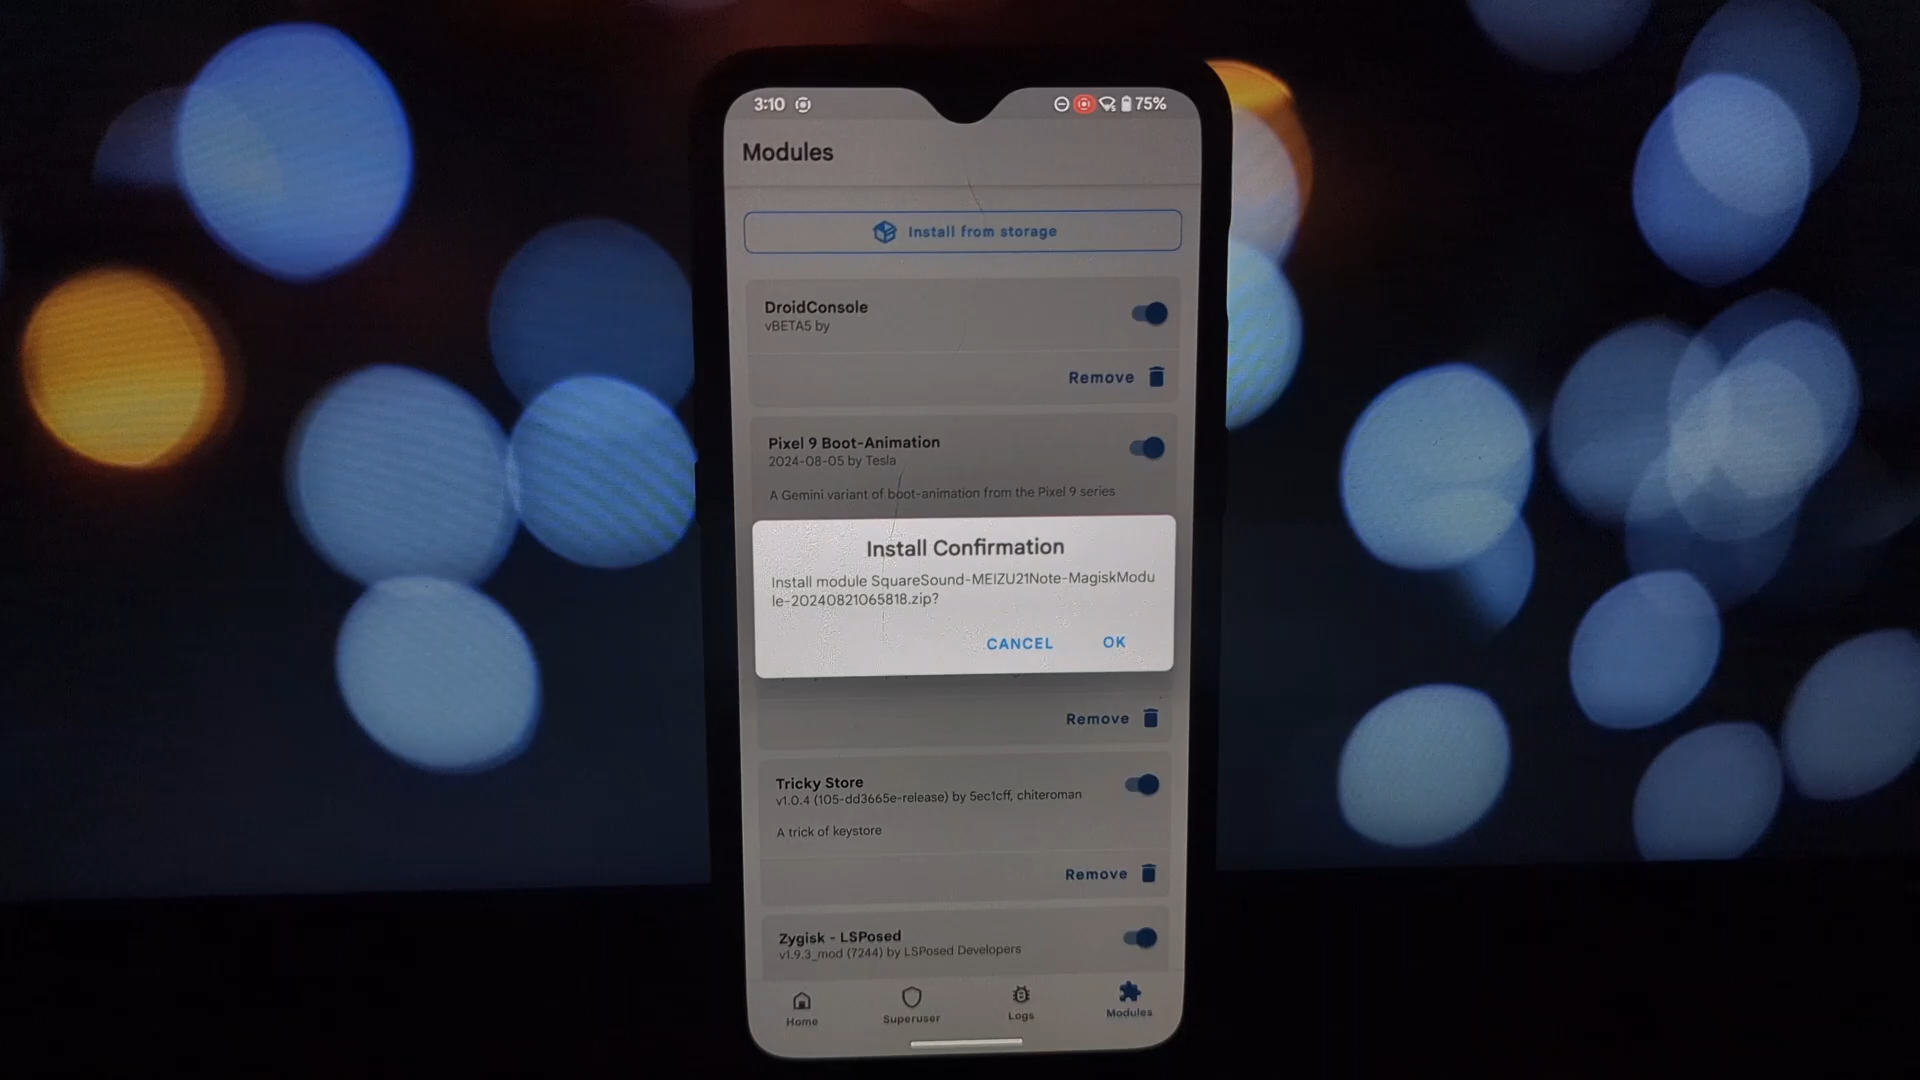 3:10
75%
Modules
Install from storage
DroidConsole
vBETA5 by
Remove
Pixel 9 Boot-Animation
2024-08-05 by Tesla
A Gemini variant of boot-animation from the Pixel 9 series
Install Confirmation
Install module SquareSound-MEIZU21Note-MagiskModu
le-20240821065818.zip?
CANCEL OK
Remove
Tricky Store
v1.0.4 (105-dd3665e-release) by 5ec1cff, chiteroman
A trick of keystore
Remove
Zygisk - LSPosed
v1.9.3_mod (7244) by LSPosed Developers
Home Superuser Logs Modules